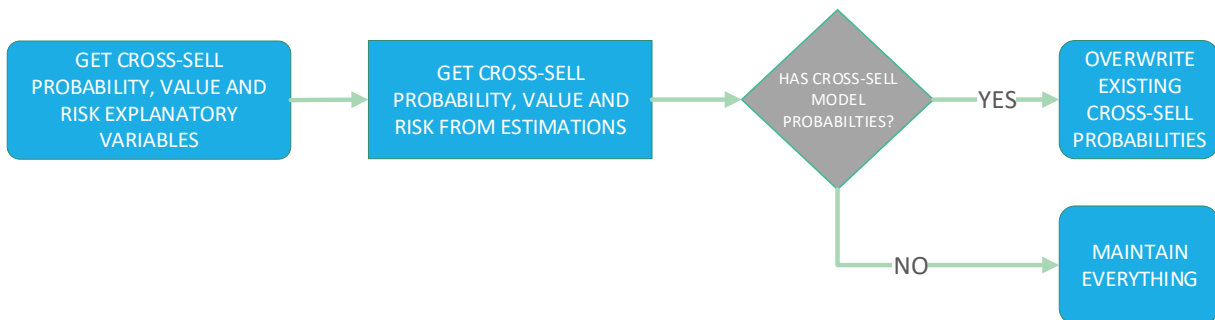 GET CROSS-SELL
PROBABILITY, VALUE AND
RISK EXPLANATORY
VARIABLES
GET CROSS-SELL
PROBABILITY, VALUE AND
RISK FROM ESTIMATIONS
HAS CROSS-SELL
MODEL
PROBABILTIES?
YES
OVERWRITE
EXISTING
CROSS-SELL
PROBABILITIES
NO
MAINTAIN
EVERYTHING